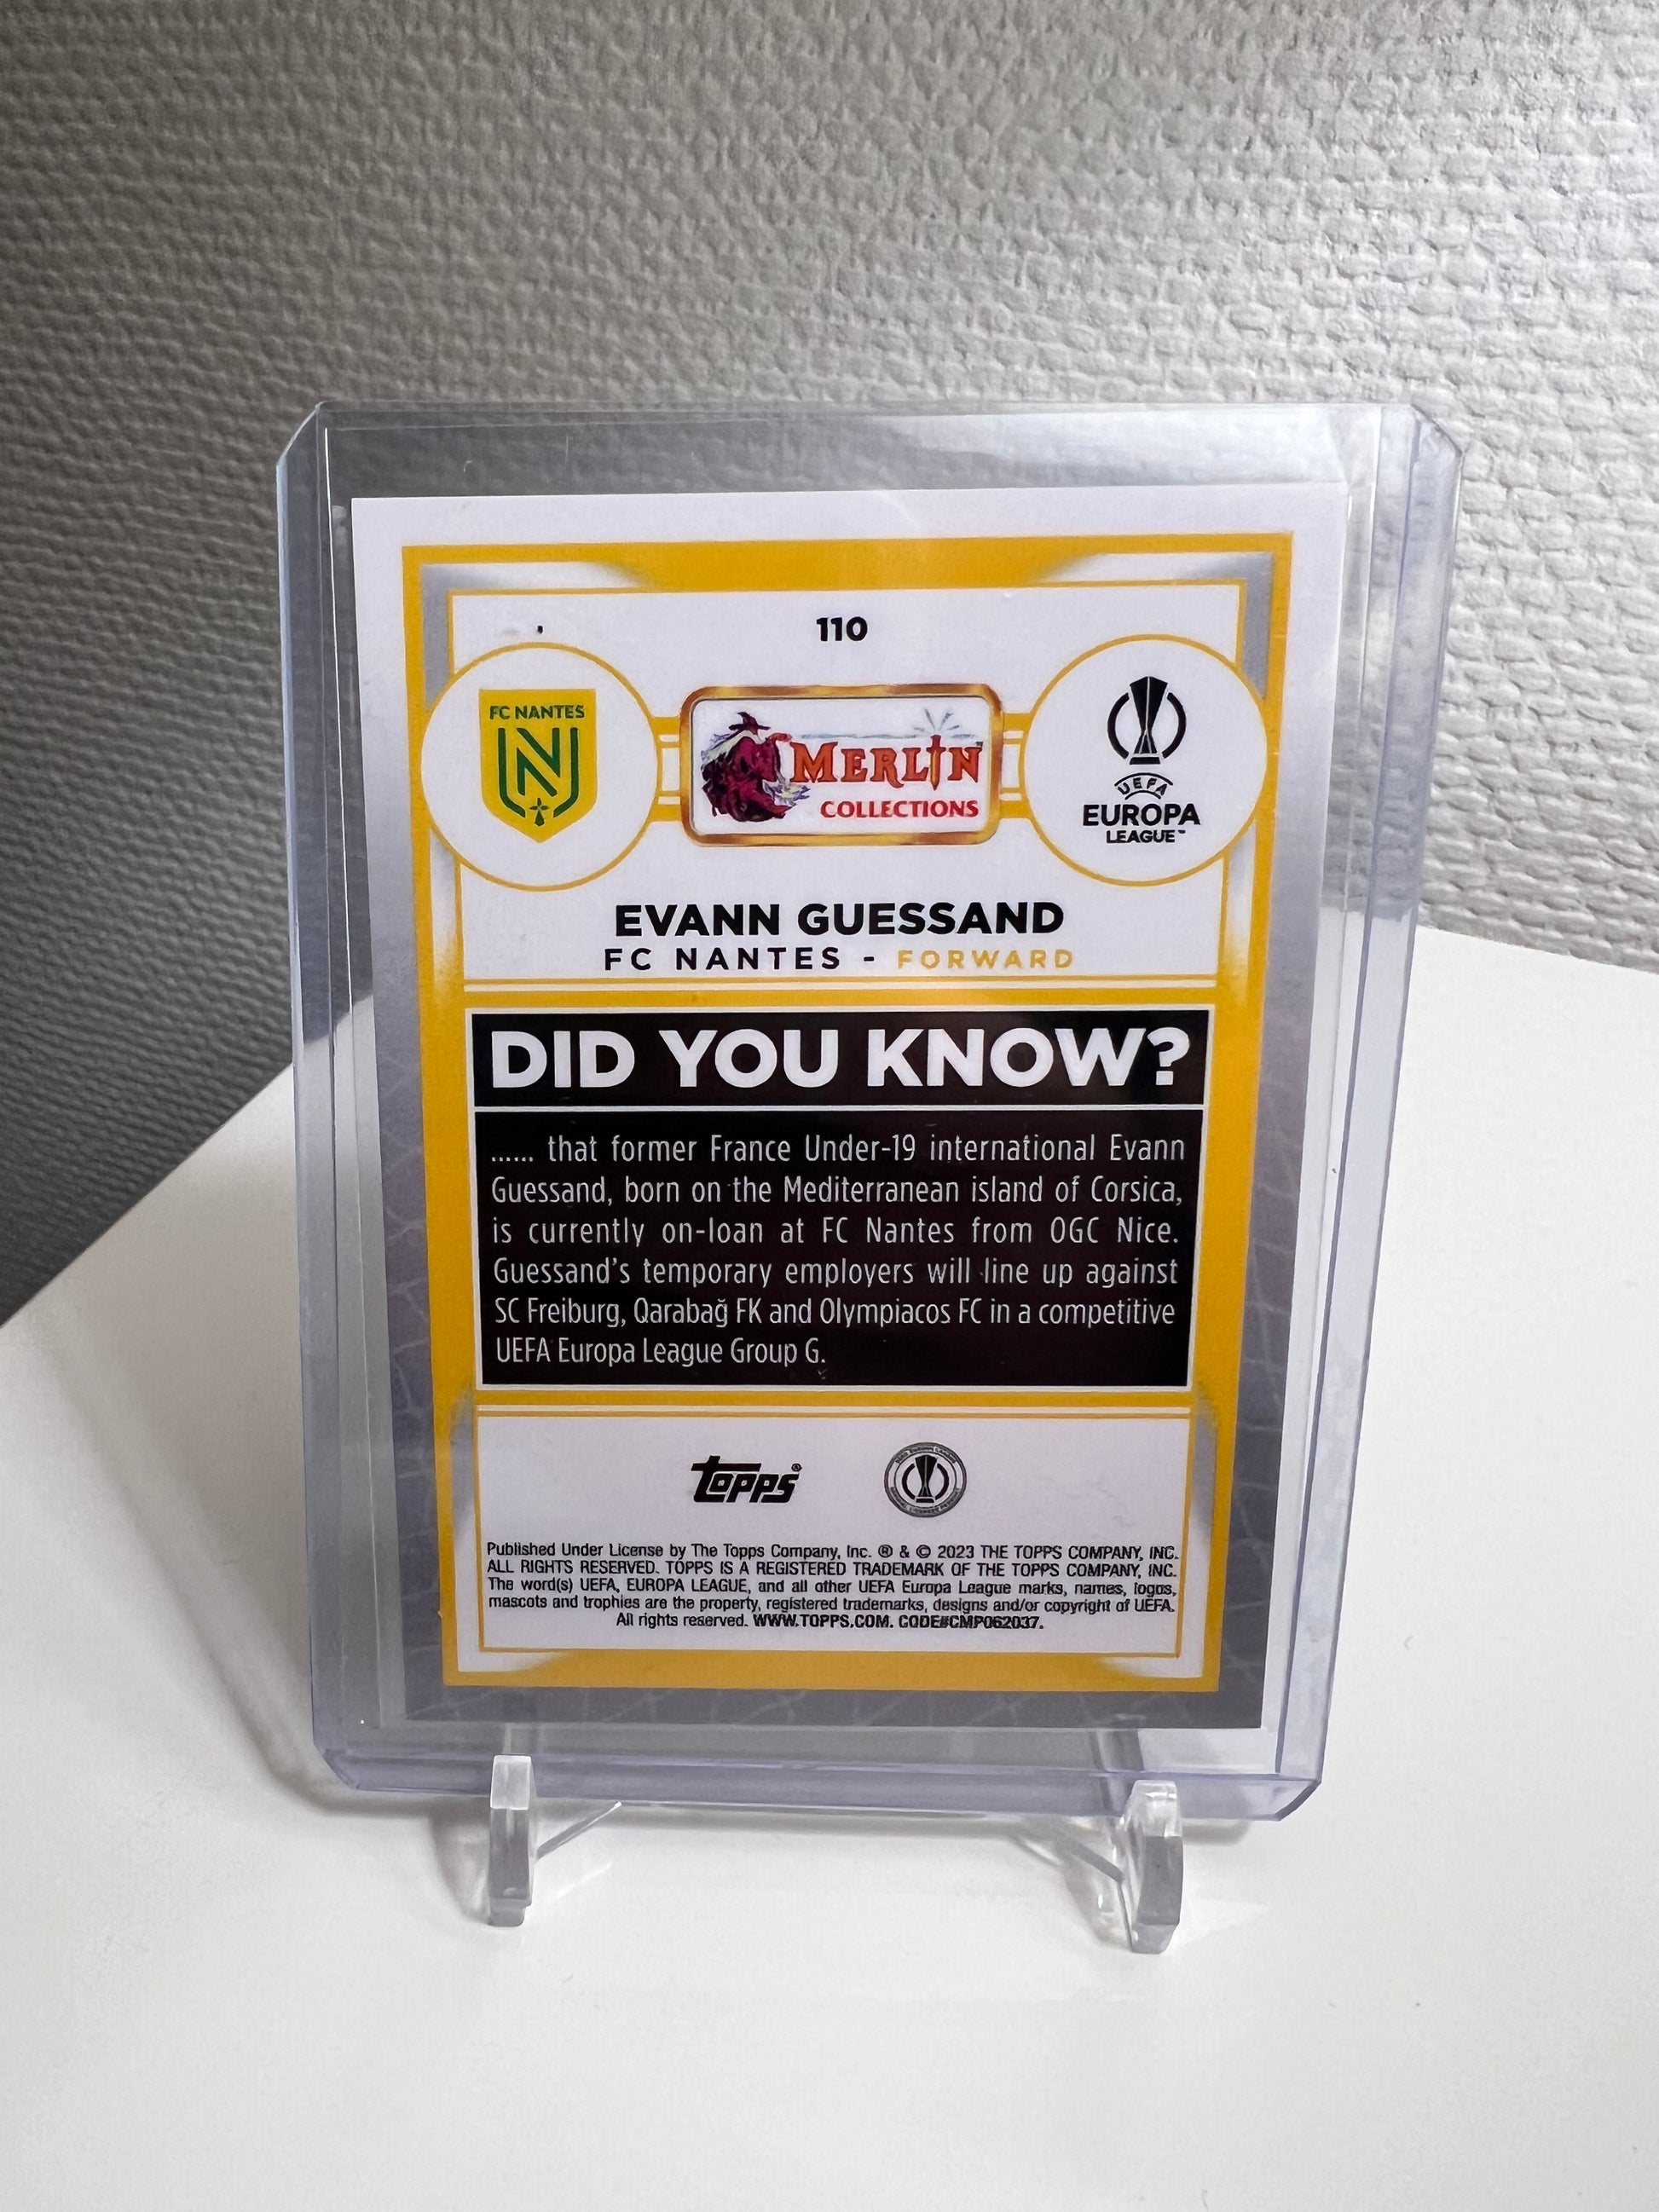 110
FC NANTES
N
MERLIN
COLLECTIONS
UEFA
EUROPA
LEAGUE™
EVANN GUESSAND
FC NANTES - FORWARD
DID YOU KNOW?
...... that former France Under-19 international Evann
Guessand, born on the Mediterranean island of Corsica,
is currently on-loan at FC Nantes from OGC Nice.
Guessand's temporary employers will line up against
SC Freiburg, Qarabağ FK and Olympiacos FC in a competitive
UEFA Europa League Group G.
topps®
Published Under License by The Topps Company, Inc. ® & © 2023 THE TOPPS COMPANY, INC.
ALL RIGHTS RESERVED. TOPPS IS A REGISTERED TRADEMARK OF THE TOPPS COMPANY, INC.
The word(s) UEFA, EUROPA LEAGUE, and all other UEFA Europa League marks, names, logos,
mascots and trophies are the property, registered trademarks, designs and/or copyright of UEFA.
All rights reserved. WWW.TOPPS.COM. CODE#CMP062037.